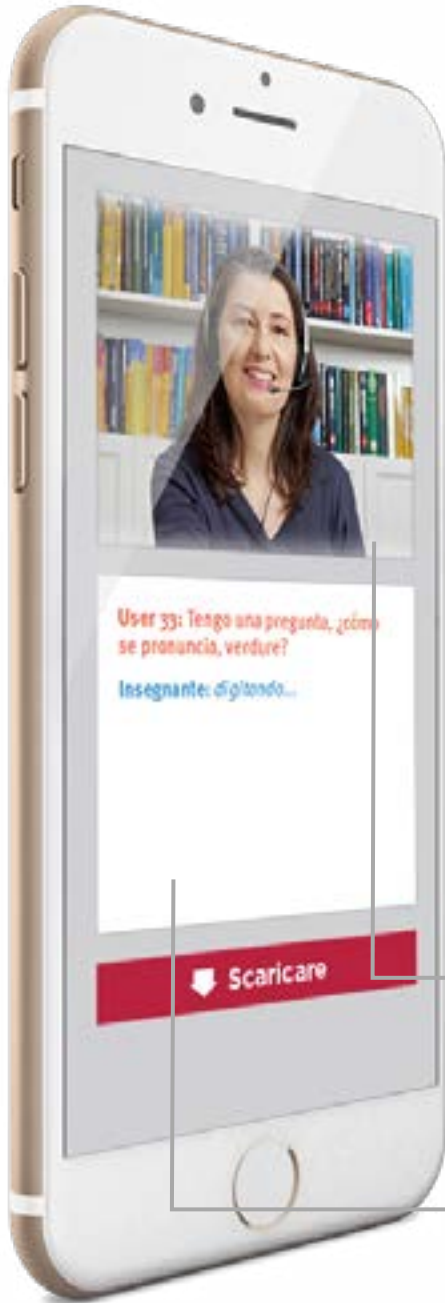 User 33: Tengo una pregunta, ¿cómo
se pronuncia, verdure?
Insegnante: digitando...
Scaricare